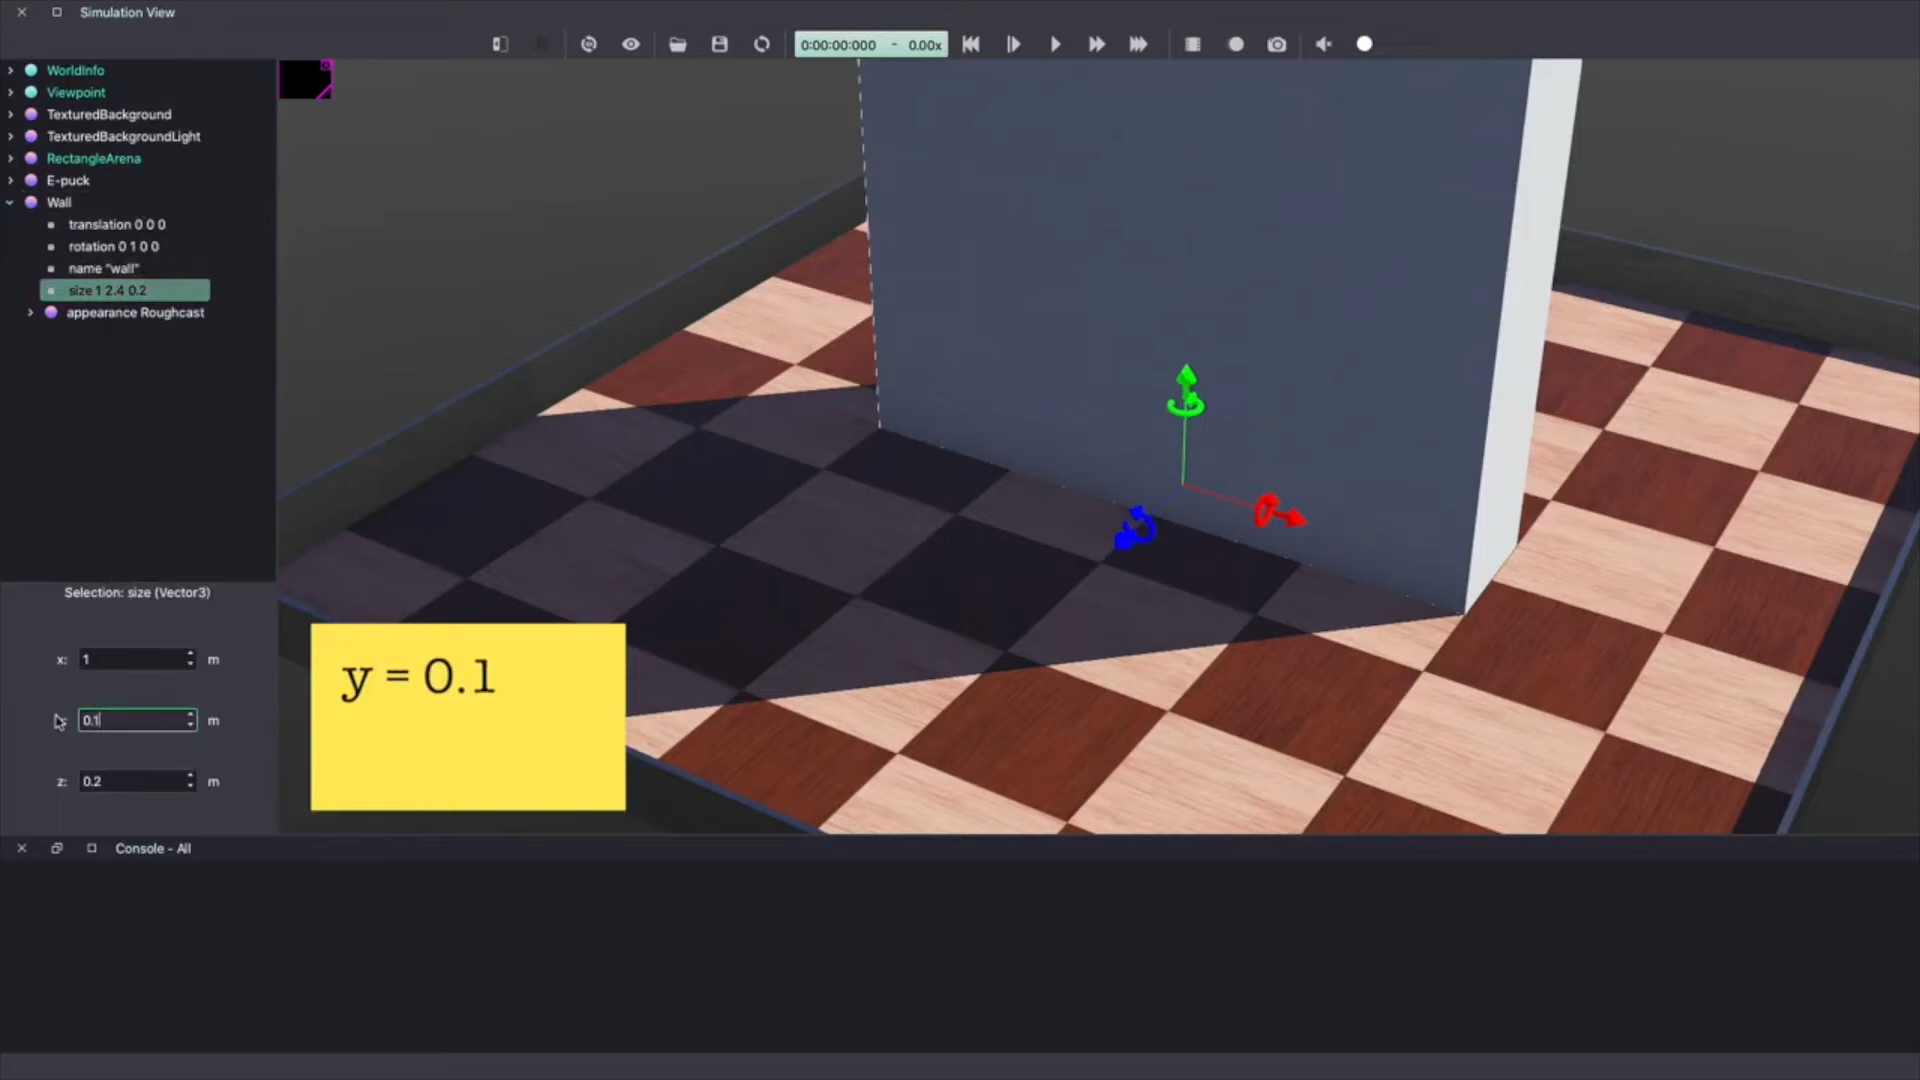 Simulation View
0:00:00:000 - 0.00x
WorldInfo
Viewpoint
TexturedBackground
TexturedBackgroundLight
RectangleArena
E-puck
Wall
translation 0 0 0
rotation 0 1 0 0
name "wall"
size 1 2.4 0.2
appearance Roughcast
Selection: size (Vector3)
x: 1 m
0.1 m
z: 0.2 m
y = 0.1
Console - All